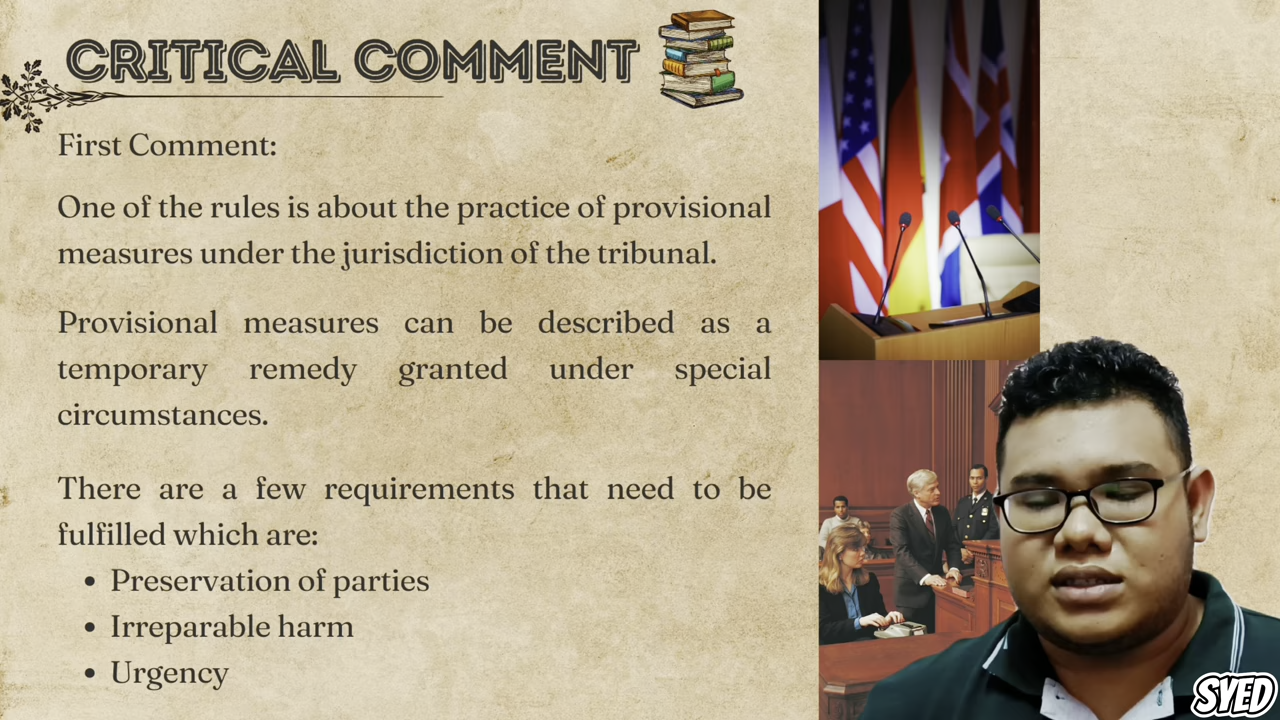 CRITICAL COMMENT
First Comment:
One of the rules is about the practice of provisional
measures under the jurisdiction of the tribunal.
Provisional measures can be described as a
temporary remedy granted under special
circumstances.
There are a few requirements that need to be
fulfilled which are:
• Preservation of parties
• Irreparable harm
• Urgency
SYED